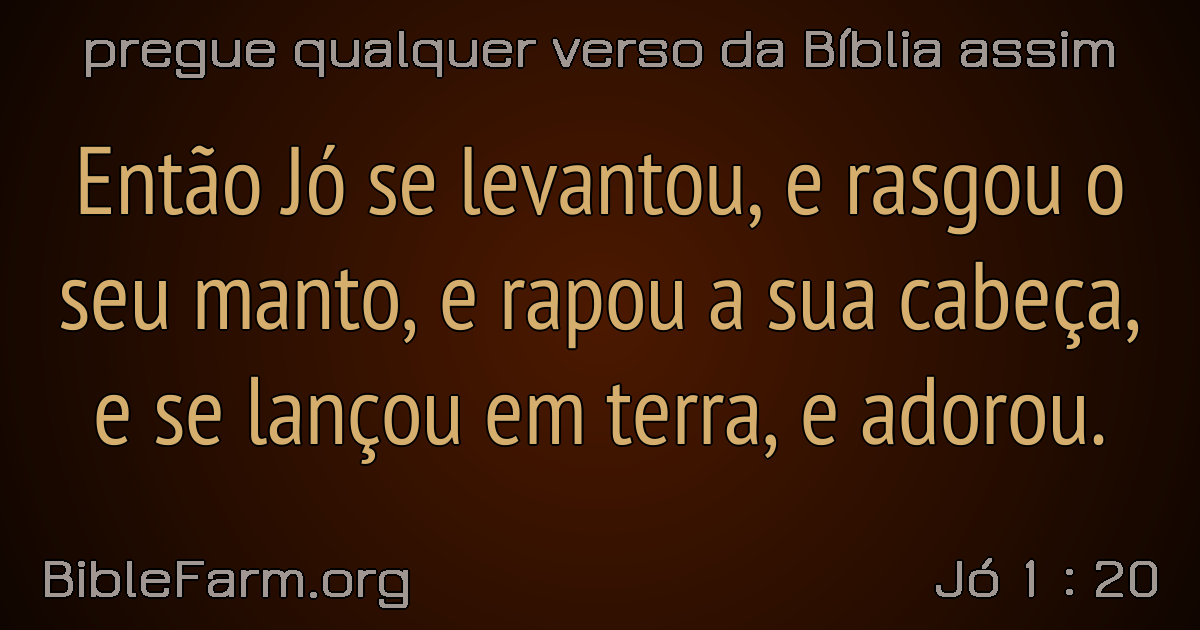 pregue qualquer verso da Bíblia assim
Então Jó se levantou, e rasgou o
seu manto, e rapou a sua cabeça,
e se lançou em terra, e adorou.
BibleFarm.org
Jó 1 : 20